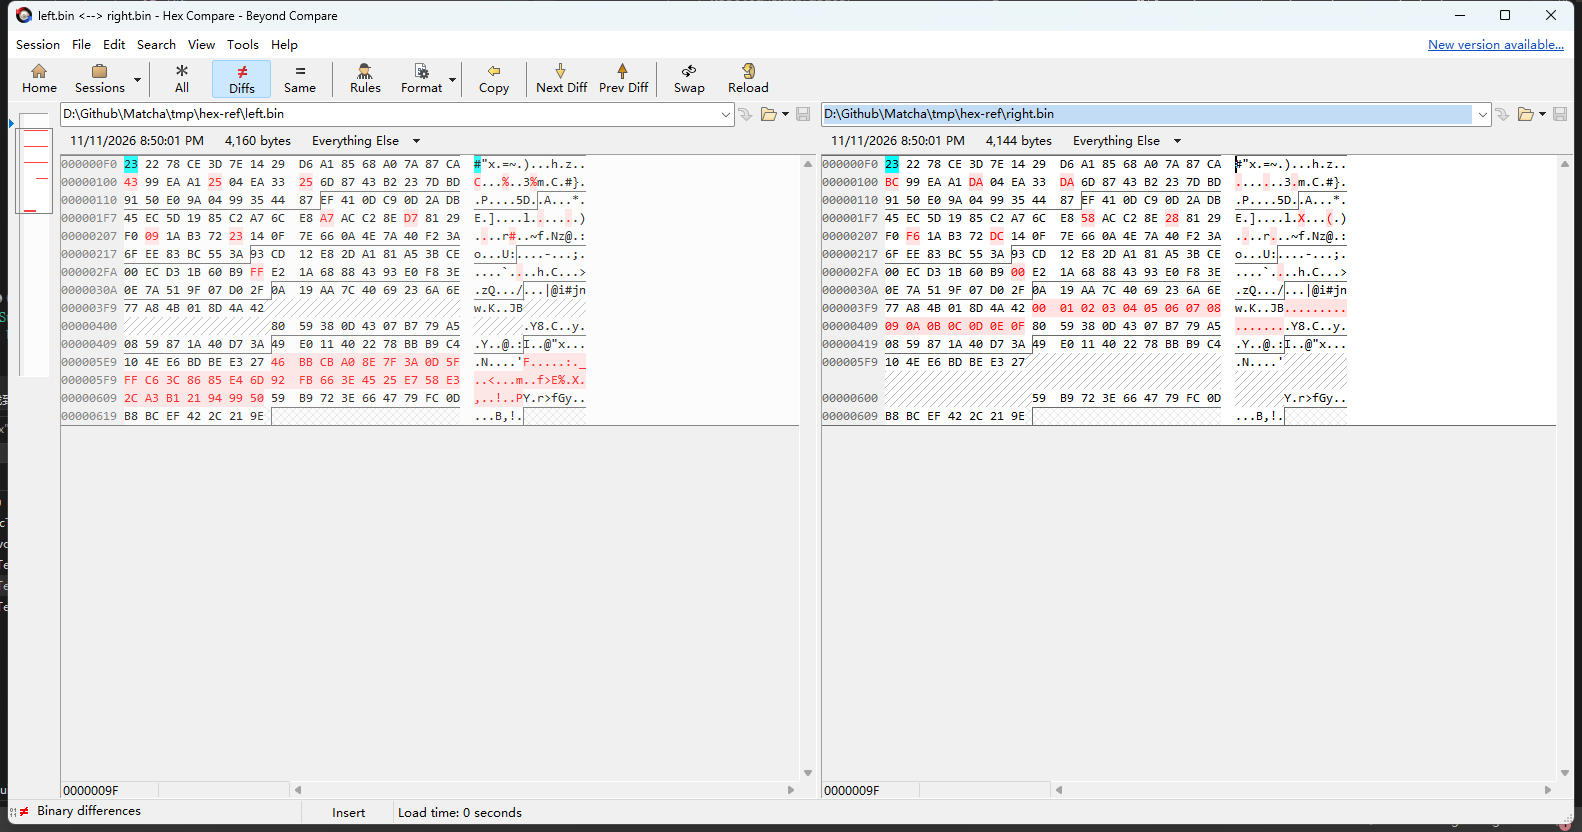 left.bin <--> right.bin - Hex Compare - Beyond Compare
Session File Edit Search View Tools Help New version available...
Home Sessions All Diffs Same Rules Format Copy Next Diff Prev Diff Swap Reload
D:\Github\Matcha\tmp\hex-ref\left.bin D:\Github\Matcha\tmp\hex-ref\right.bin
11/11/2026 8:50:01 PM 4,160 bytes Everything Else 11/11/2026 8:50:01 PM 4,144 bytes Everything Else
000000F0 23 22 78 CE 3D 7E 14 29 D6 A1 85 68 A0 7A 87 CA #"x.=~.)...h.z.. 000000F0 23 22 78 CE 3D 7E 14 29 D6 A1 85 68 A0 7A 87 CA #"x.=~.)...h.z..
00000100 43 99 EA A1 25 04 EA 33 25 6D 87 43 B2 23 7D BD C...%..3%m.C.#}. 00000100 BC 99 EA A1 DA 04 EA 33 DA 6D 87 43 B2 23 7D BD .......3.m.C.#}.
00000110 91 50 E0 9A 04 99 35 44 87 EF 41 0D C9 0D 2A DB .P....5D..A...*. 00000110 91 50 E0 9A 04 99 35 44 87 EF 41 0D C9 0D 2A DB .P....5D..A...*.
000001F7 45 EC 5D 19 85 C2 A7 6C E8 A7 AC C2 8E D7 81 29 E.]....l.......) 000001F7 45 EC 5D 19 85 C2 A7 6C E8 58 AC C2 8E 28 81 29 E.]....l.X...(.)
00000207 F0 09 1A B3 72 23 14 0F 7E 66 0A 4E 7A 40 F2 3A ....r#..~f.Nz@.: 00000207 F0 F6 1A B3 72 DC 14 0F 7E 66 0A 4E 7A 40 F2 3A ....r...~f.Nz@.:
00000217 6F EE 83 BC 55 3A 93 CD 12 E8 2D A1 81 A5 3B CE o...U:....-...;. 00000217 6F EE 83 BC 55 3A 93 CD 12 E8 2D A1 81 A5 3B CE o...U:....-...;.
000002FA 00 EC D3 1B 60 B9 FF E2 1A 68 88 43 93 E0 F8 3E ....`....h.C...> 000002FA 00 EC D3 1B 60 B9 00 E2 1A 68 88 43 93 E0 F8 3E ....`....h.C...>
0000030A 0E 7A 51 9F 07 D0 2F 0A 19 AA 7C 40 69 23 6A 6E .zQ.../...|@i#jn 0000030A 0E 7A 51 9F 07 D0 2F 0A 19 AA 7C 40 69 23 6A 6E .zQ.../...|@i#jn
000003F9 77 A8 4B 01 8D 4A 42 w.K..JB 000003F9 77 A8 4B 01 8D 4A 42 00 01 02 03 04 05 06 07 08 w.K..JB.........
00000400 80 59 38 0D 43 07 B7 79 A5 .Y8.C..y. 00000409 09 0A 0B 0C 0D 0E 0F 80 59 38 0D 43 07 B7 79 A5 ........Y8.C..y.
00000409 08 59 87 1A 40 D7 3A 49 E0 11 40 22 78 BB B9 C4 .Y..@.:I..@"x... 00000419 08 59 87 1A 40 D7 3A 49 E0 11 40 22 78 BB B9 C4 .Y..@.:I..@"x...
000005E9 10 4E E6 BD BE E3 27 46 BB CB A0 8E 7F 3A 0D 5F .N....'F.....:._ 000005F9 10 4E E6 BD BE E3 27 .N....'
000005F9 FF C6 3C 86 85 E4 6D 92 FB 66 3E 45 25 E7 58 E3 ..<...m..f>E%.X.
00000609 2C A3 B1 21 94 99 50 59 B9 72 3E 66 47 79 FC 0D ,..!..PY.r>fGy.. 00000600 59 B9 72 3E 66 47 79 FC 0D Y.r>fGy..
00000619 B8 BC EF 42 2C 21 9E ...B,!. 00000609 B8 BC EF 42 2C 21 9E ...B,!.
0000009F 0000009F
Binary differences Insert Load time: 0 seconds